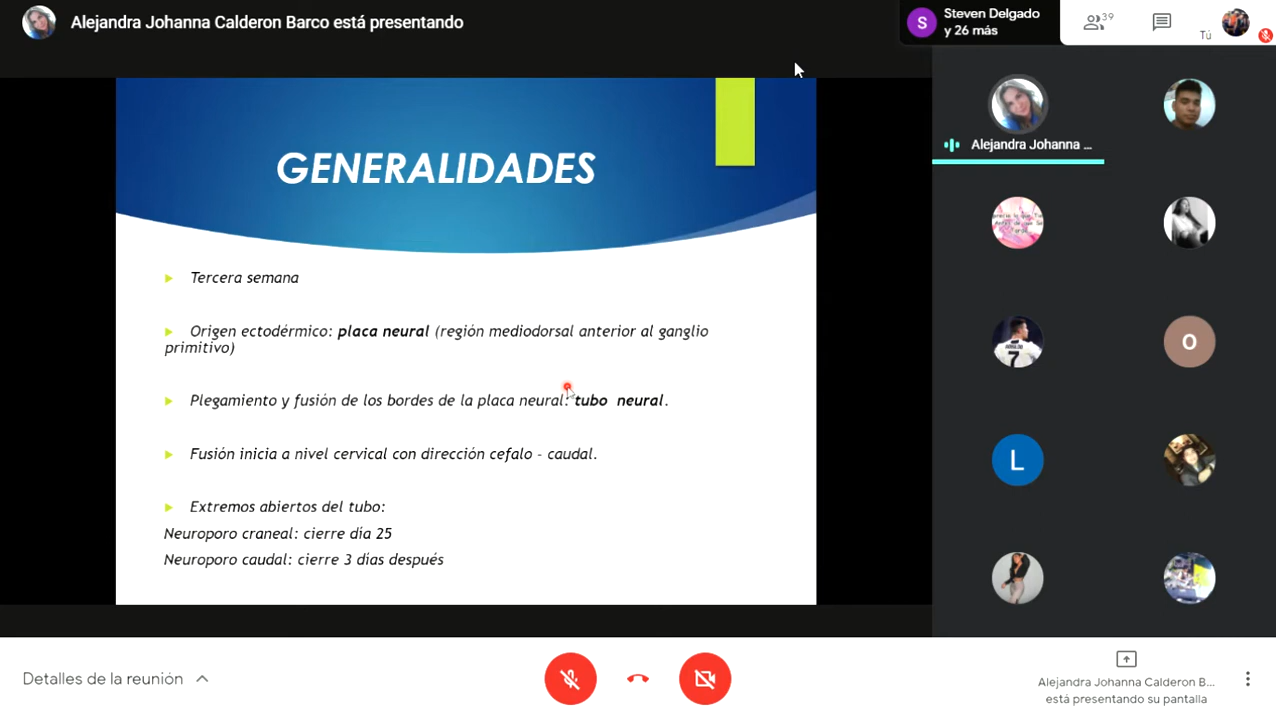 Alejandra Johanna Calderon Barco está presentando
S
Steven Delgado
y 26 más
39
Tú
GENERALIDADES
Tercera semana
Origen ectodérmico: placa neural (región mediodorsal anterior al ganglio
primitivo)
Plegamiento y fusión de los bordes de la placa neural: tubo neural.
Fusión inicia a nivel cervical con dirección cefalo - caudal.
Extremos abiertos del tubo:
Neuroporo craneal: cierre día 25
Neuroporo caudal: cierre 3 días después
Alejandra Johanna ...
7
O
L
Detalles de la reunión
Alejandra Johanna Calderon B...
está presentando su pantalla